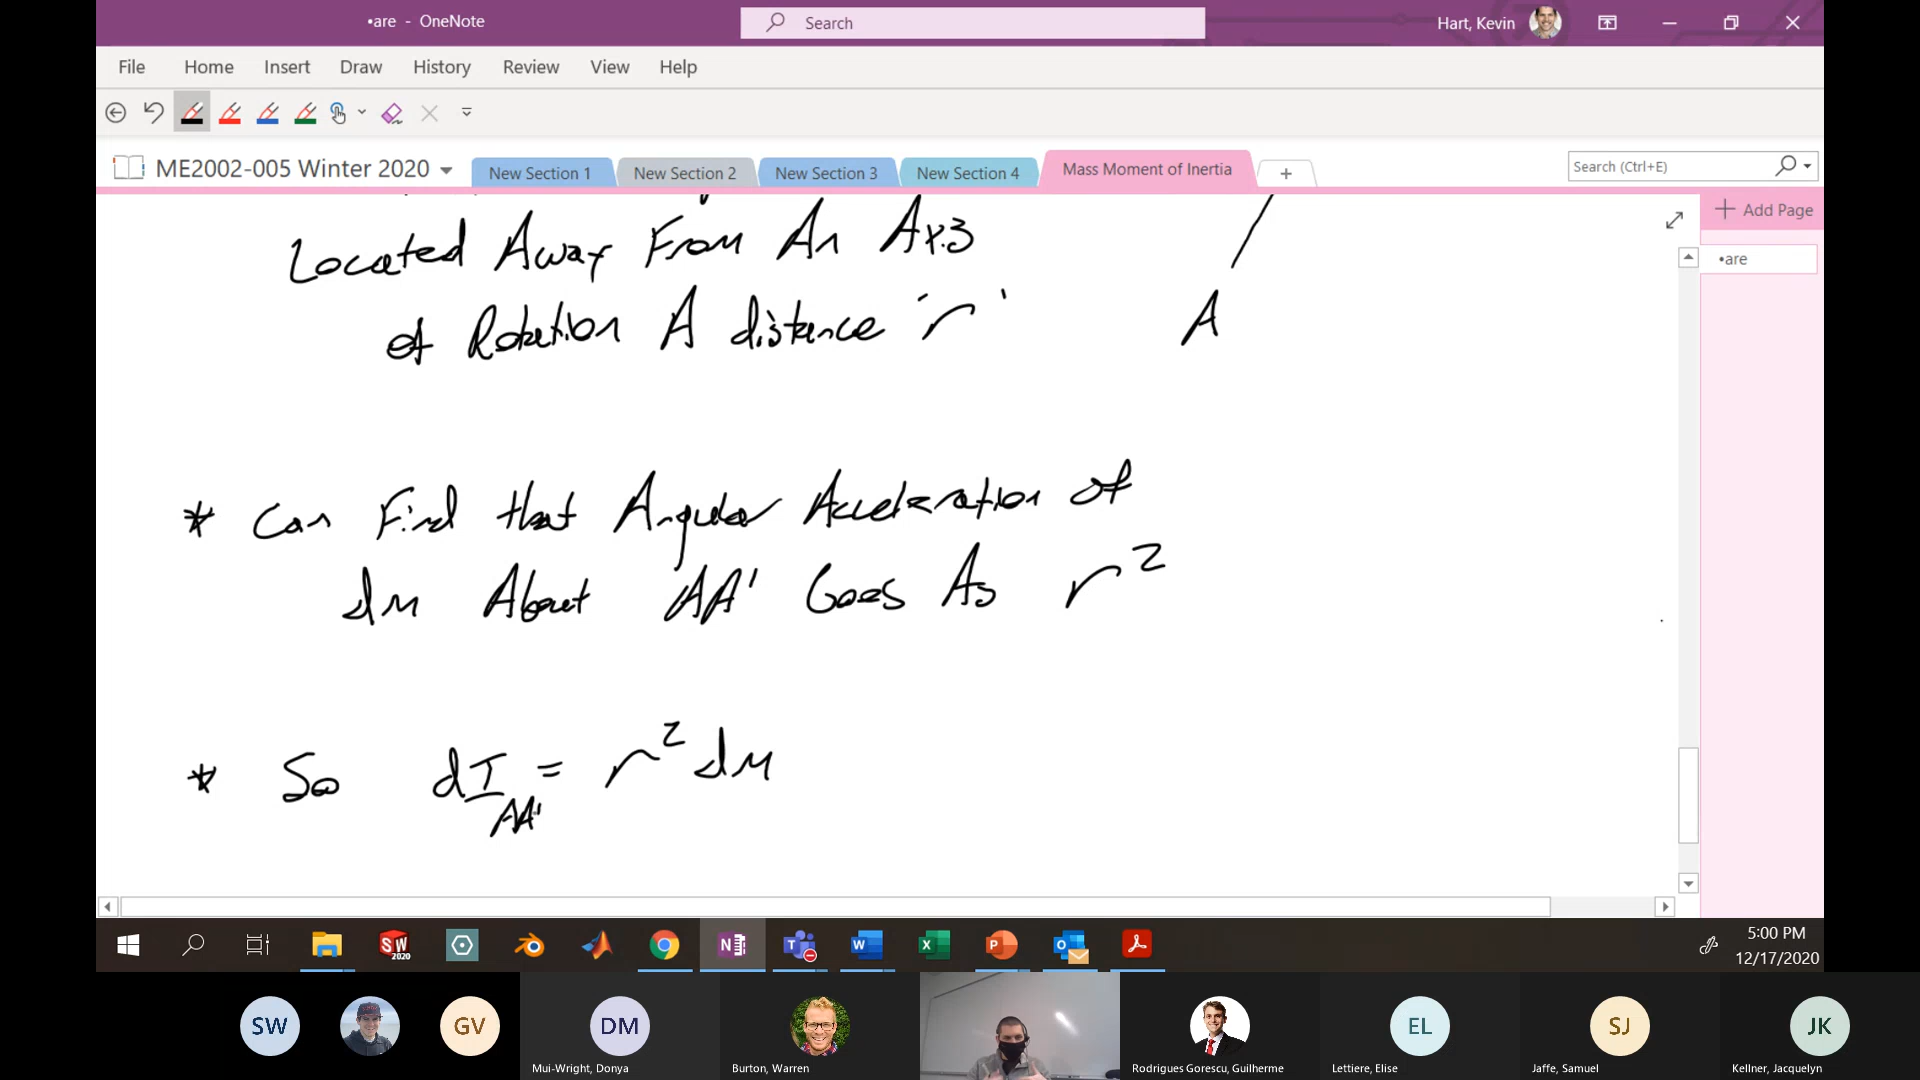 •are - OneNote
Search
Hart, Kevin
File Home Insert Draw History Review View Help
ME2002-005 Winter 2020
New Section 1 New Section 2 New Section 3 New Section 4 Mass Moment of Inertia +
Search (Ctrl+E)
Add Page
•are
Located Away From An Axis
of Rotation A distance 'r'
A
* Can Find that Angular Acceleration of
dm About AA' Goes As r²
* So dI_AA' = r² dm
5:00 PM
12/17/2020
SW GV DM EL SJ JK
Mui-Wright, Donya Burton, Warren Rodrigues Gorescu, Guilherme Lettiere, Elise Jaffe, Samuel Kellner, Jacquelyn